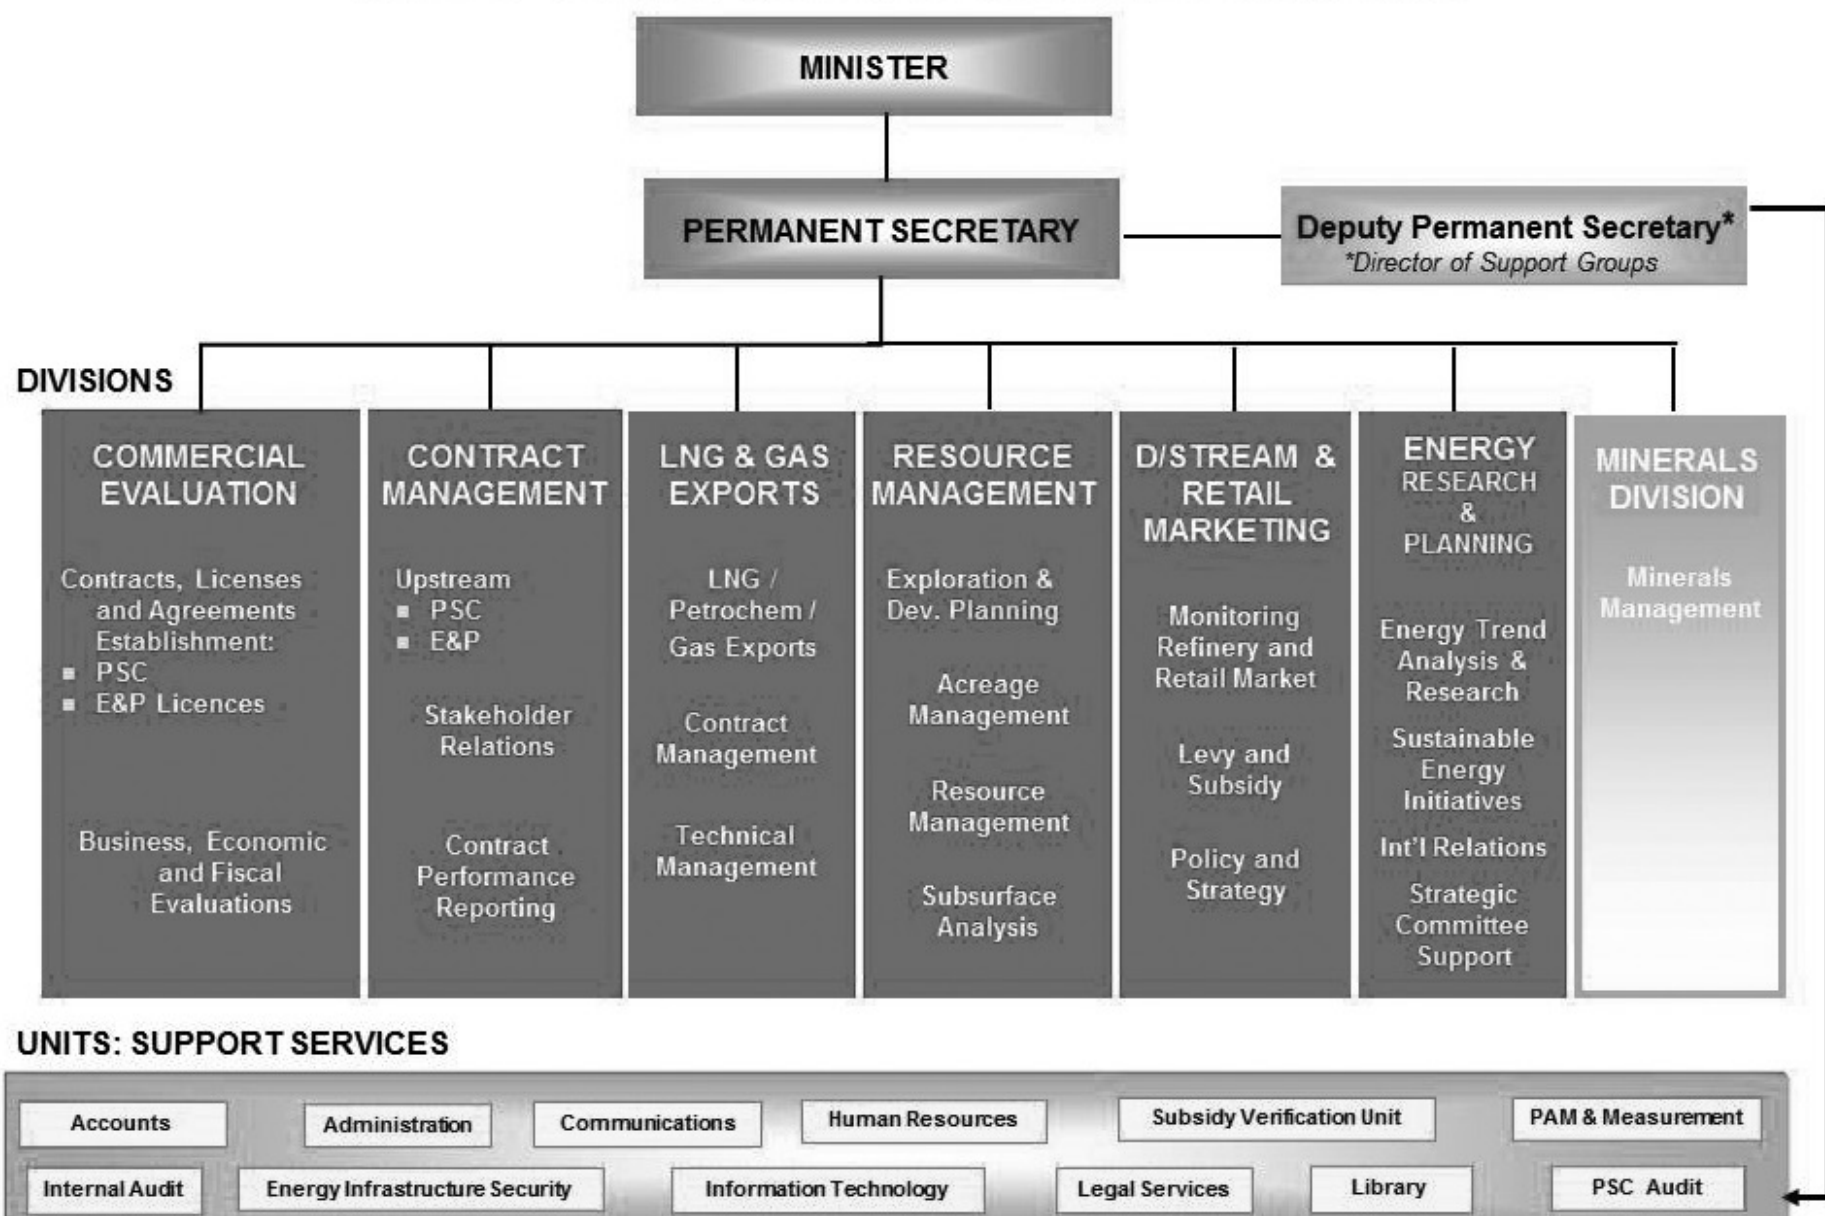 MINISTER
PERMANENT SECRETARY
Deputy Permanent Secretary*
*Director of Support Groups
DIVISIONS
COMMERCIAL
EVALUATION
Contracts, Licenses
and Agreements
Establishment:
▪ PSC
▪ E&P Licences
Business, Economic
and Fiscal
Evaluations
CONTRACT
MANAGEMENT
Upstream
▪ PSC
▪ E&P
Stakeholder
Relations
Contract
Performance
Reporting
LNG & GAS
EXPORTS
LNG /
Petrochem /
Gas Exports
Contract
Management
Technical
Management
RESOURCE
MANAGEMENT
Exploration &
Dev. Planning
Acreage
Management
Resource
Management
Subsurface
Analysis
D/STREAM &
RETAIL
MARKETING
Monitoring
Refinery and
Retail Market
Levy and
Subsidy
Policy and
Strategy
ENERGY
RESEARCH
&
PLANNING
Energy Trend
Analysis &
Research
Sustainable
Energy
Initiatives
Int'l Relations
Strategic
Committee
Support
MINERALS
DIVISION
Minerals
Management
UNITS: SUPPORT SERVICES
Accounts
Administration
Communications
Human Resources
Subsidy Verification Unit
PAM & Measurement
Internal Audit
Energy Infrastructure Security
Information Technology
Legal Services
Library
PSC Audit